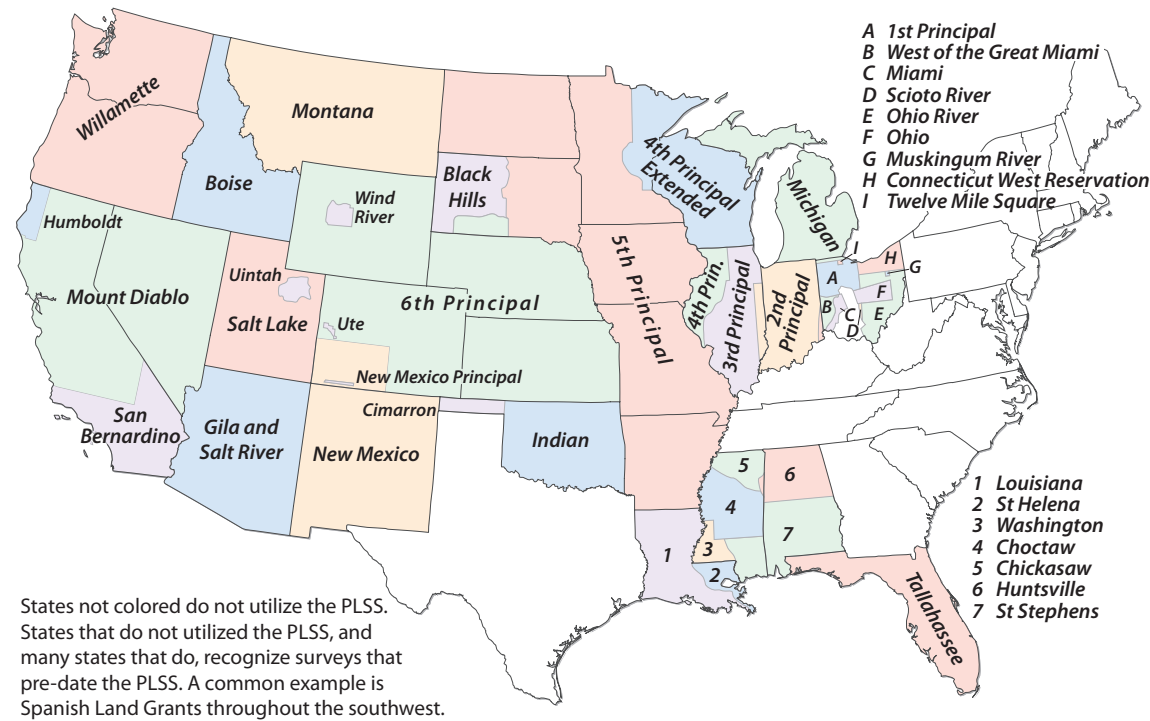 A 1st Principal
B West of the Great Miami
C Miami
D Scioto River
E Ohio River
F Ohio
G Muskingum River
H Connecticut West Reservation
I Twelve Mile Square
Willamette
Montana
Boise
Black
Hills
Wind
River
4th Principal
Extended
Michigan
Humboldt
Mount Diablo
Uintah
Salt Lake
Ute
6th Principal
5th Principal
4th Prin.
3rd Principal
2nd
Principal
I
H
G
A
F
B
C
E
D
New Mexico Principal
Cimarron
San
Bernardino
Gila and
Salt River
New Mexico
Indian
5
6
4
7
3
1
2
Tallahassee
1 Louisiana
2 St Helena
3 Washington
4 Choctaw
5 Chickasaw
6 Huntsville
7 St Stephens
States not colored do not utilize the PLSS.
States that do not utilized the PLSS, and
many states that do, recognize surveys that
pre-date the PLSS. A common example is
Spanish Land Grants throughout the southwest.